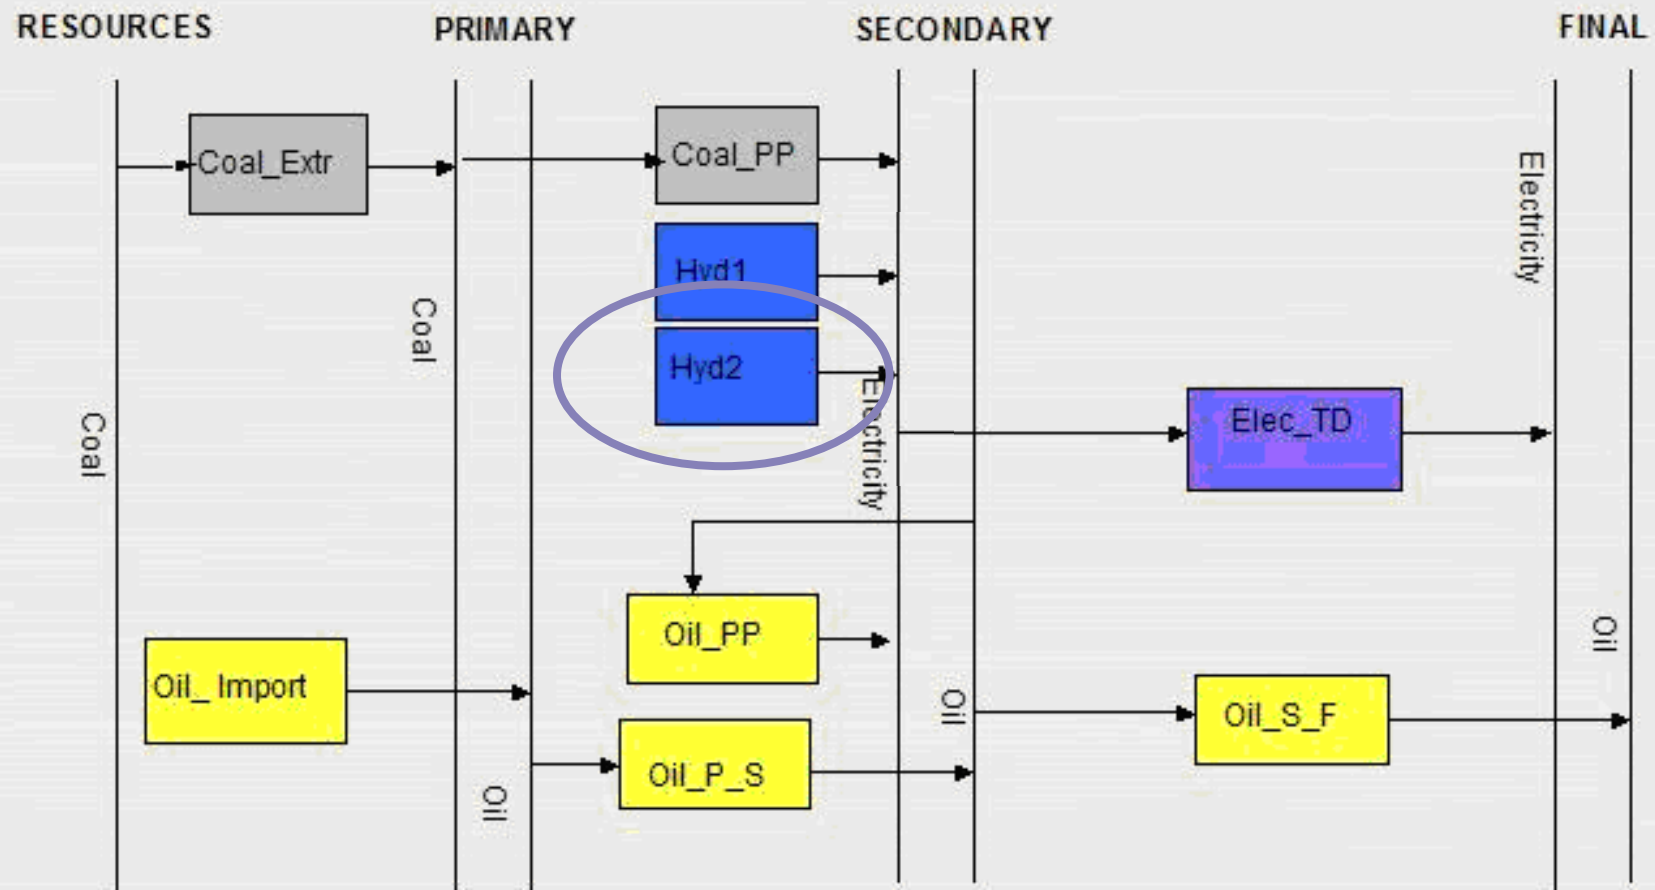 RESOURCES
PRIMARY
SECONDARY
FINAL
Coal_Extr
Coal_PP
Hyd1
Hyd2
Coal
Coal
Electricity
Electricity
Elec_TD
Oil_PP
Oil_ Import
Oil_P_S
Oil
Oil
Oil_S_F
Oil